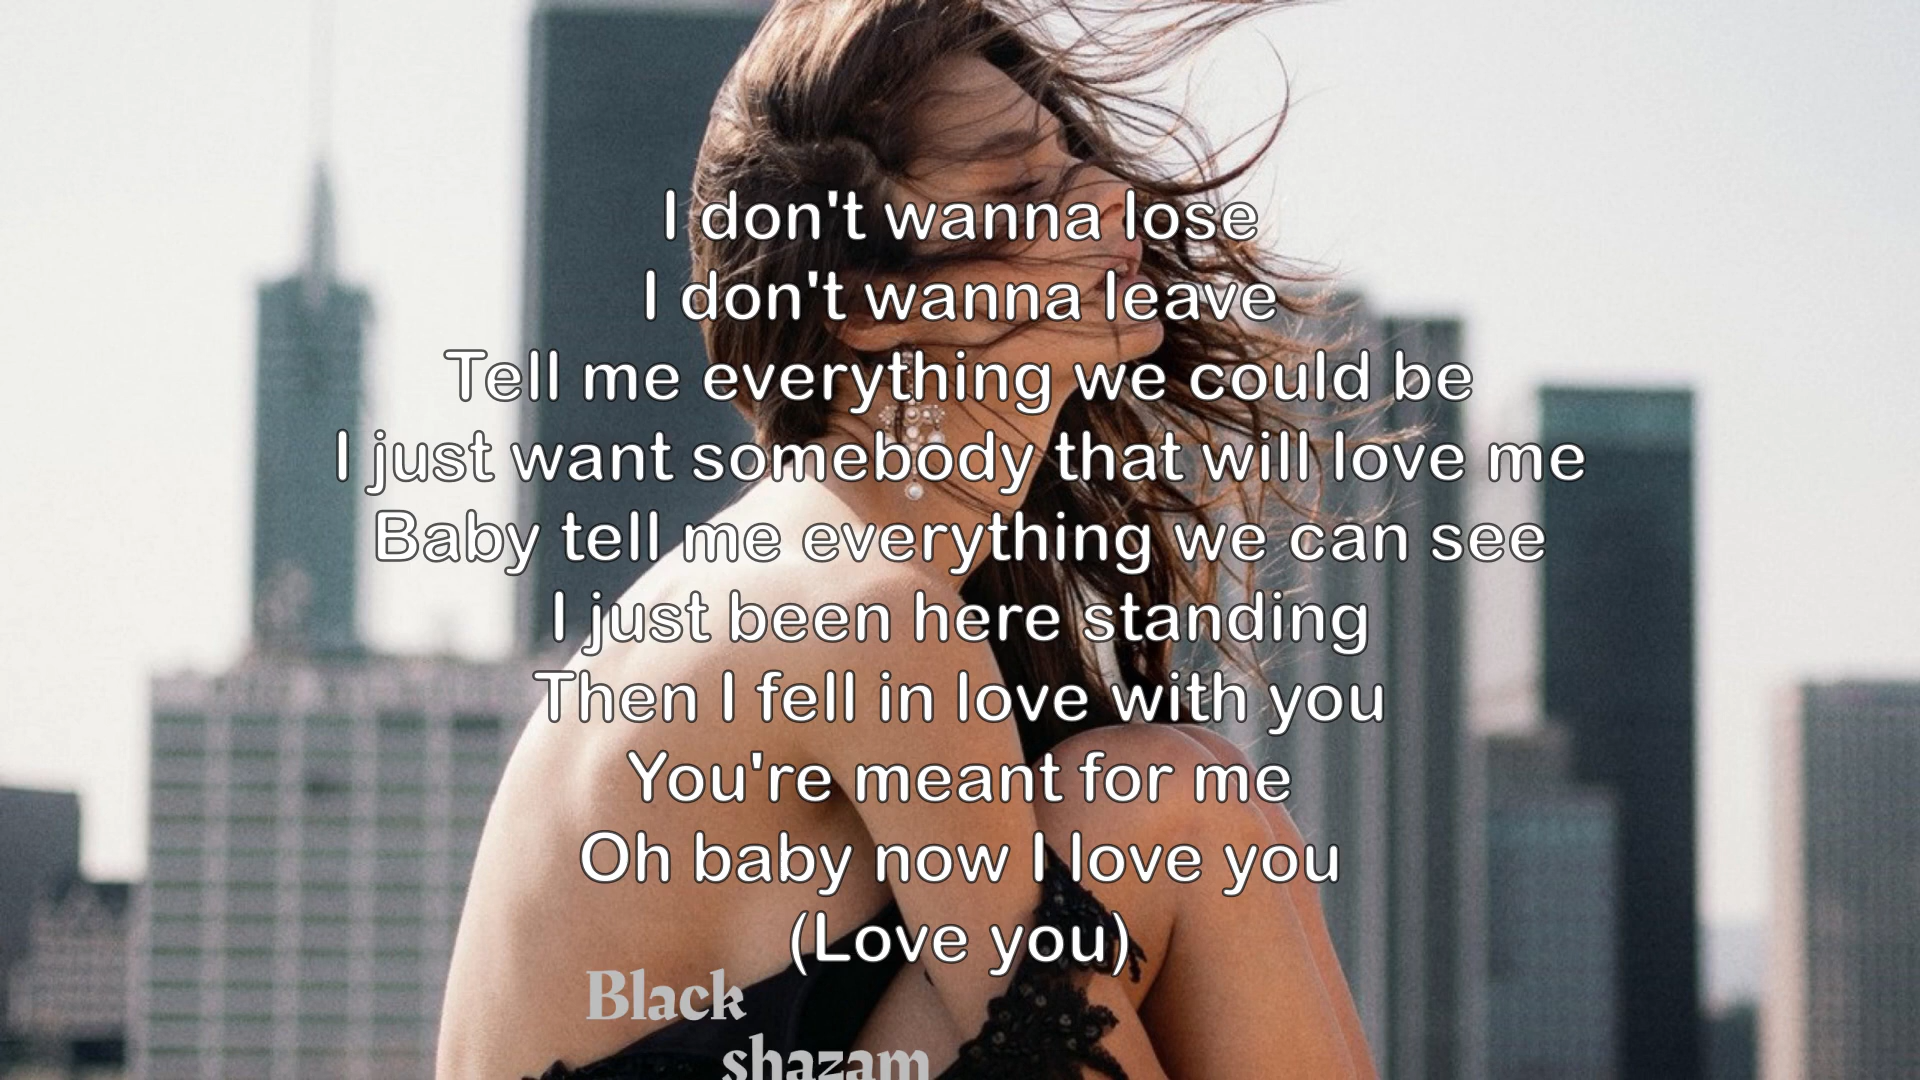 I don't wanna lose
I don't wanna leave
Tell me everything we could be
I just want somebody that will love me
Baby tell me everything we can see
I just been here standing
Then I fell in love with you
You're meant for me
Oh baby now I love you
(Love you)
Black
shazam